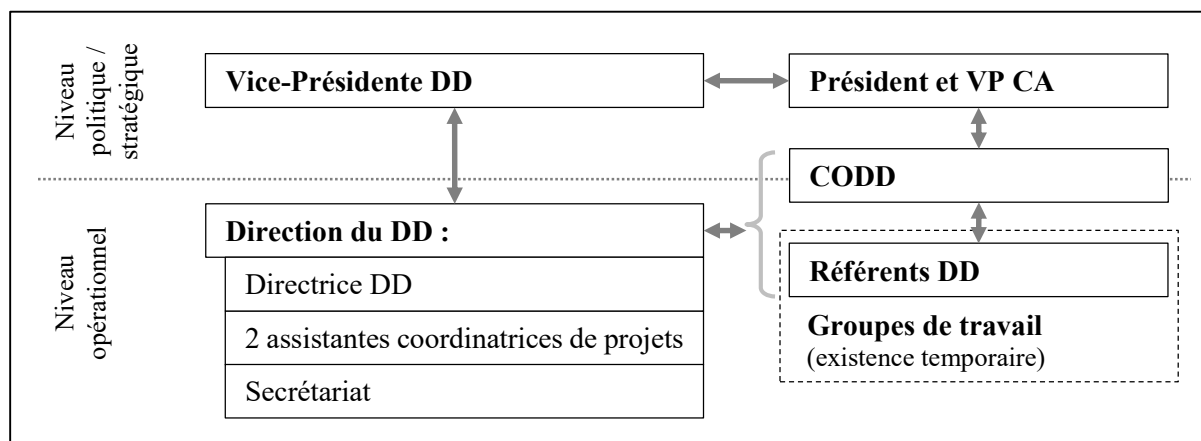 Niveau
politique /
stratégique
Vice-Présidente DD
Président et VP CA
CODD
Niveau
opérationnel
Direction du DD :
Directrice DD
2 assistantes coordinatrices de projets
Secrétariat
Référents DD
Groupes de travail
(existence temporaire)